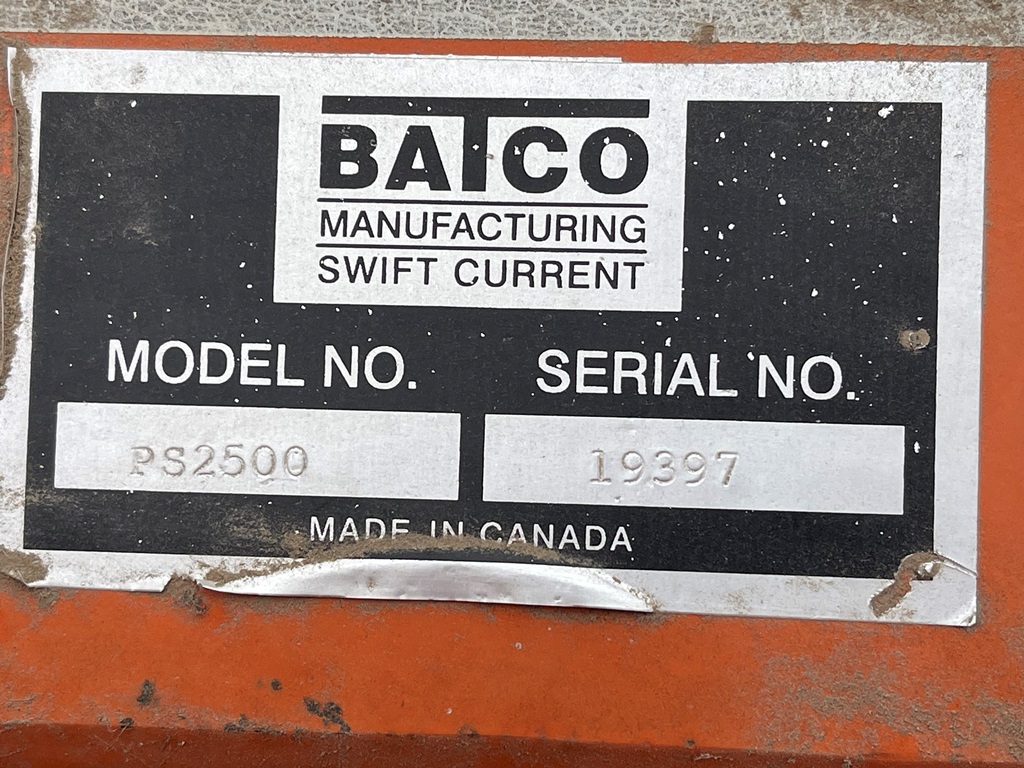 BATCO
MANUFACTURING
SWIFT CURRENT
MODEL NO. SERIAL NO.
PS2500 19397
MADE IN CANADA